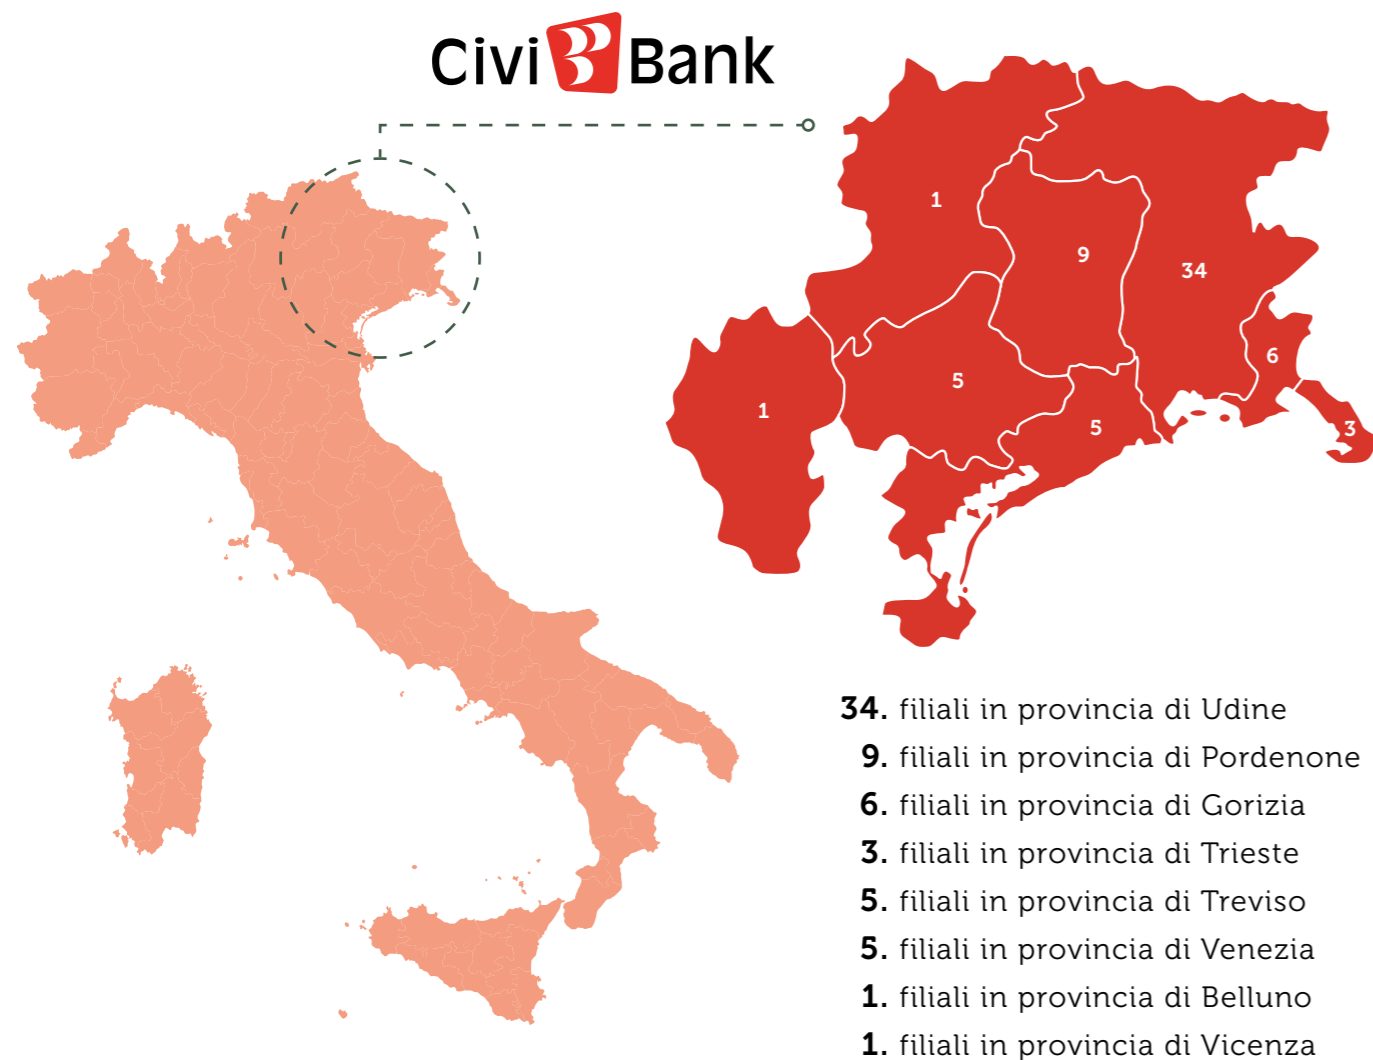 Civi Bank
1
9
34
6
5
1
5
3
34. filiali in provincia di Udine
9. filiali in provincia di Pordenone
6. filiali in provincia di Gorizia
3. filiali in provincia di Trieste
5. filiali in provincia di Treviso
5. filiali in provincia di Venezia
1. filiali in provincia di Belluno
1. filiali in provincia di Vicenza